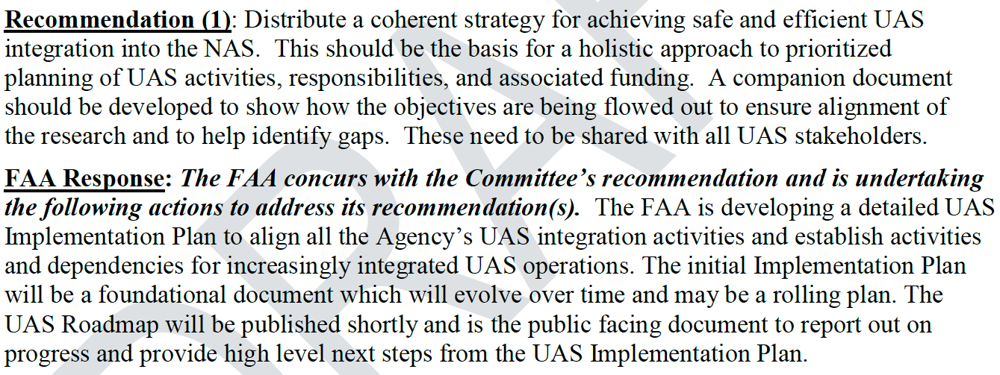 Recommendation (1): Distribute a coherent strategy for achieving safe and efficient UAS
integration into the NAS.  This should be the basis for a holistic approach to prioritized
planning of UAS activities, responsibilities, and associated funding.  A companion document
should be developed to show how the objectives are being flowed out to ensure alignment of
the research and to help identify gaps.  These need to be shared with all UAS stakeholders.
FAA Response: The FAA concurs with the Committee’s recommendation and is undertaking
the following actions to address its recommendation(s).  The FAA is developing a detailed UAS
Implementation Plan to align all the Agency’s UAS integration activities and establish activities
and dependencies for increasingly integrated UAS operations. The initial Implementation Plan
will be a foundational document which will evolve over time and may be a rolling plan. The
UAS Roadmap will be published shortly and is the public facing document to report out on
progress and provide high level next steps from the UAS Implementation Plan.